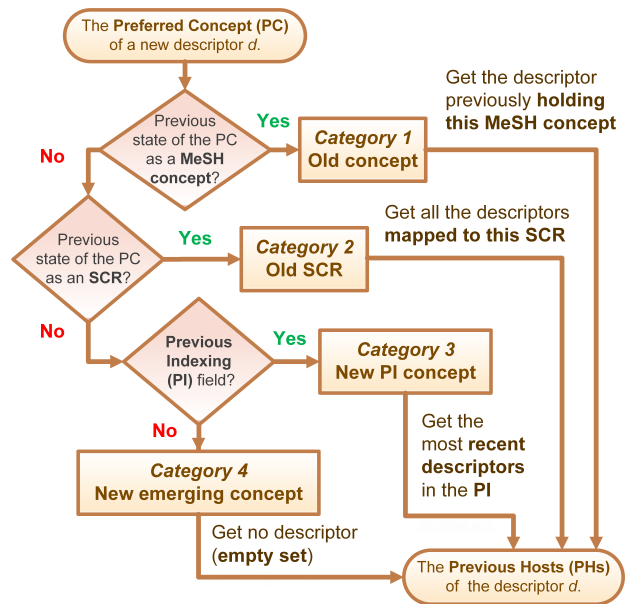 The Preferred Concept (PC)
of a new descriptor d.
Get the descriptor
previously holding
this MeSH concept
Previous
state of the PC
as a MeSH
concept?
Yes
Category 1
Old concept
No
Get all the descriptors
mapped to this SCR
Previous
state of the PC
as an SCR?
Yes
Category 2
Old SCR
No
Previous
Indexing
(PI) field?
Yes
Category 3
New PI concept
No
Get the
most recent
descriptors
in the PI
Category 4
New emerging concept
Get no descriptor
(empty set)
The Previous Hosts (PHs)
of the descriptor d.